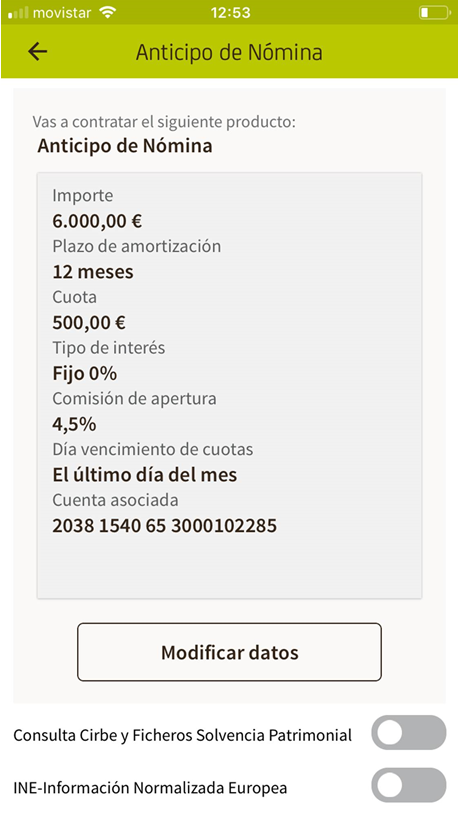 movistar 12:53
Anticipo de Nómina
Vas a contratar el siguiente producto:
Anticipo de Nómina
Importe
6.000,00 €
Plazo de amortización
12 meses
Cuota
500,00 €
Tipo de interés
Fijo 0%
Comisión de apertura
4,5%
Día vencimiento de cuotas
El último día del mes
Cuenta asociada
2038 1540 65 3000102285
Modificar datos
Consulta Cirbe y Ficheros Solvencia Patrimonial
INE-Información Normalizada Europea